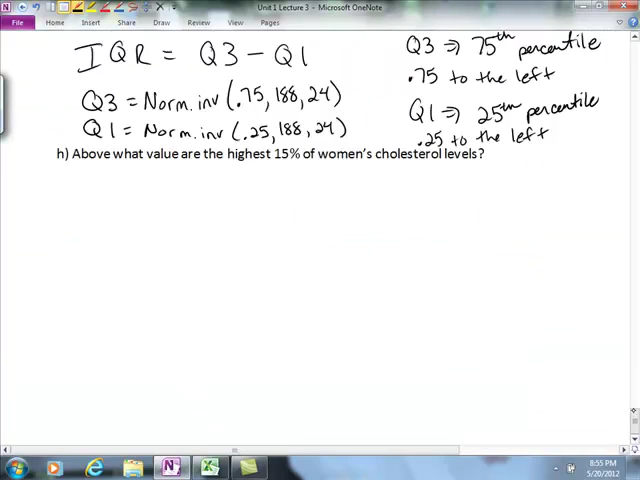 Unit 1 Lecture 3 - Microsoft OneNote
File Home Insert Share Draw Review View
IQR = Q3 - Q1
Q3 = Norm.inv (.75, 188, 24)
Q1 = Norm.inv (.25, 188, 24)
Q3 ⇒ 75th percentile
.75 to the left
Q1 ⇒ 25th percentile
.25 to the left
h) Above what value are the highest 15% of women's cholesterol levels?
8:55 PM
5/20/2012